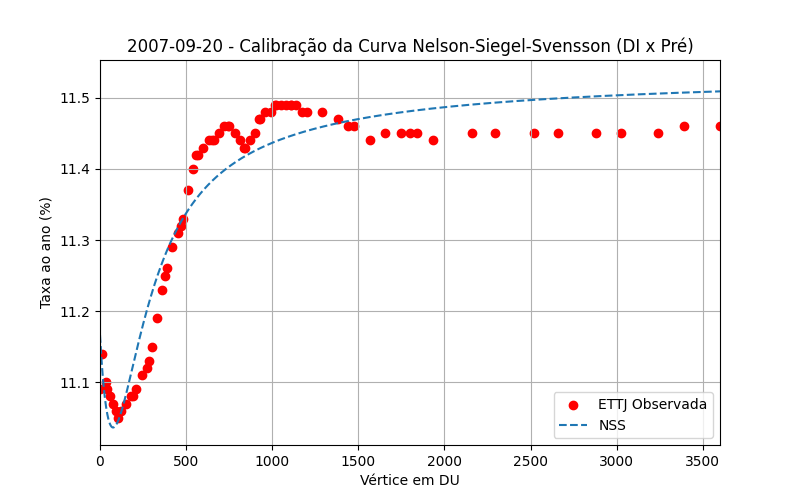 2007-09-20 - Calibração da Curva Nelson-Siegel-Svensson (DI x Pré)
Taxa ao ano (%)
11.5
11.4
11.3
11.2
11.1
ETTJ Observada
NSS
0
500
1000
1500
2000
2500
3000
3500
Vértice em DU